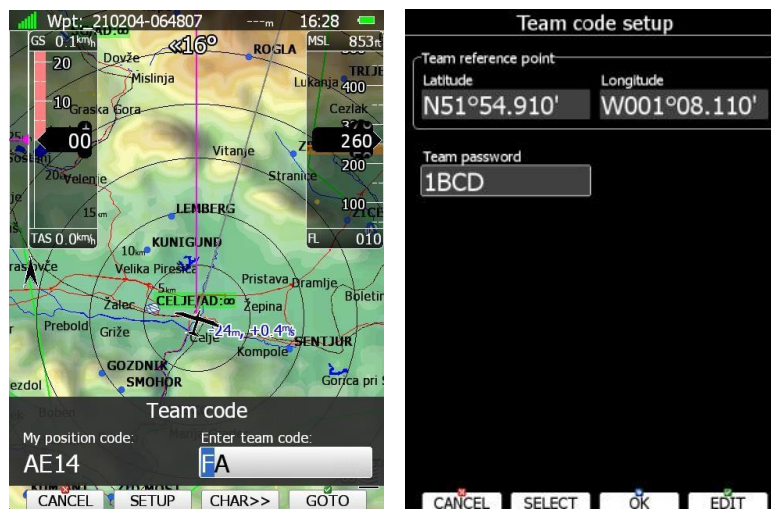 Wpt: 210204-064807
---m
16:28
GS 0.1km/h
AD:∞
«16°
ROGLA
MSL 853ft
20
Dovže
Mislinja
Lukanja
TRIJE
400
10
Graska Gora
Cezlak
00
Vitanje
260
200
Velenje
Stranice
100
15km
LEMBERG
ZICE
TAS 0.0km/h
10km
KUNIGUND
FL 010
Velika Piresica
5km
Pristava
Dramlje
Žalec
CELJE/AD:∞
Žepina
Boletin
Prebold
Griže
-24m, +0.4m/s
Celje
SENTJUR
Kompole
GOZDNIK
SMOHOR
Gorica pri
ezdol
Team code
My position code:
Enter team code:
AE14
FA
CANCEL
SETUP
CHAR>>
GOTO
Team code setup
Team reference point
Latitude
Longitude
N51°54.910'
W001°08.110'
Team password
1BCD
CANCEL
SELECT
OK
EDIT